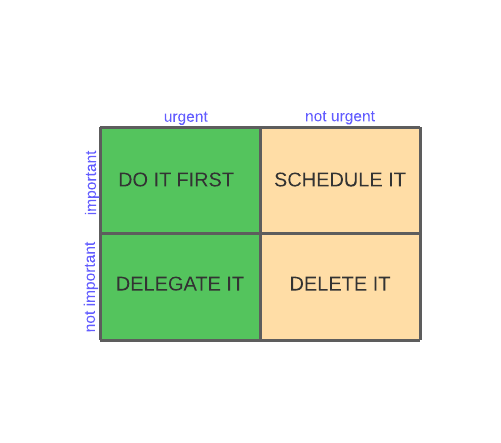 urgent
not urgent
important
DO IT FIRST
SCHEDULE IT
not important
DELEGATE IT
DELETE IT